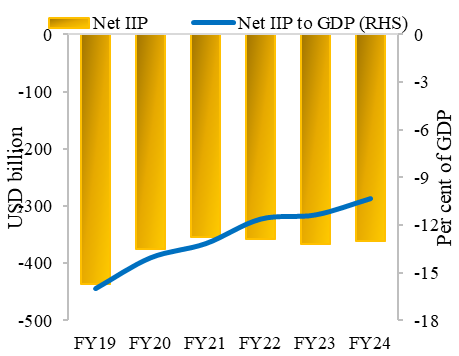 Net IIP Net IIP to GDP (RHS)
0 0
-100 -3
-200 -6
-300 -9
-400 -12
-500 -15
-18
USD billion
Per cent of GDP
FY19 FY20 FY21 FY22 FY23 FY24